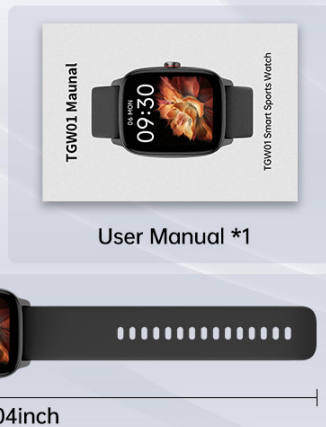 TGW01 Maunal
06 MON
09:30
TGW01 Smart Sports Watch
User Manual *1
04inch